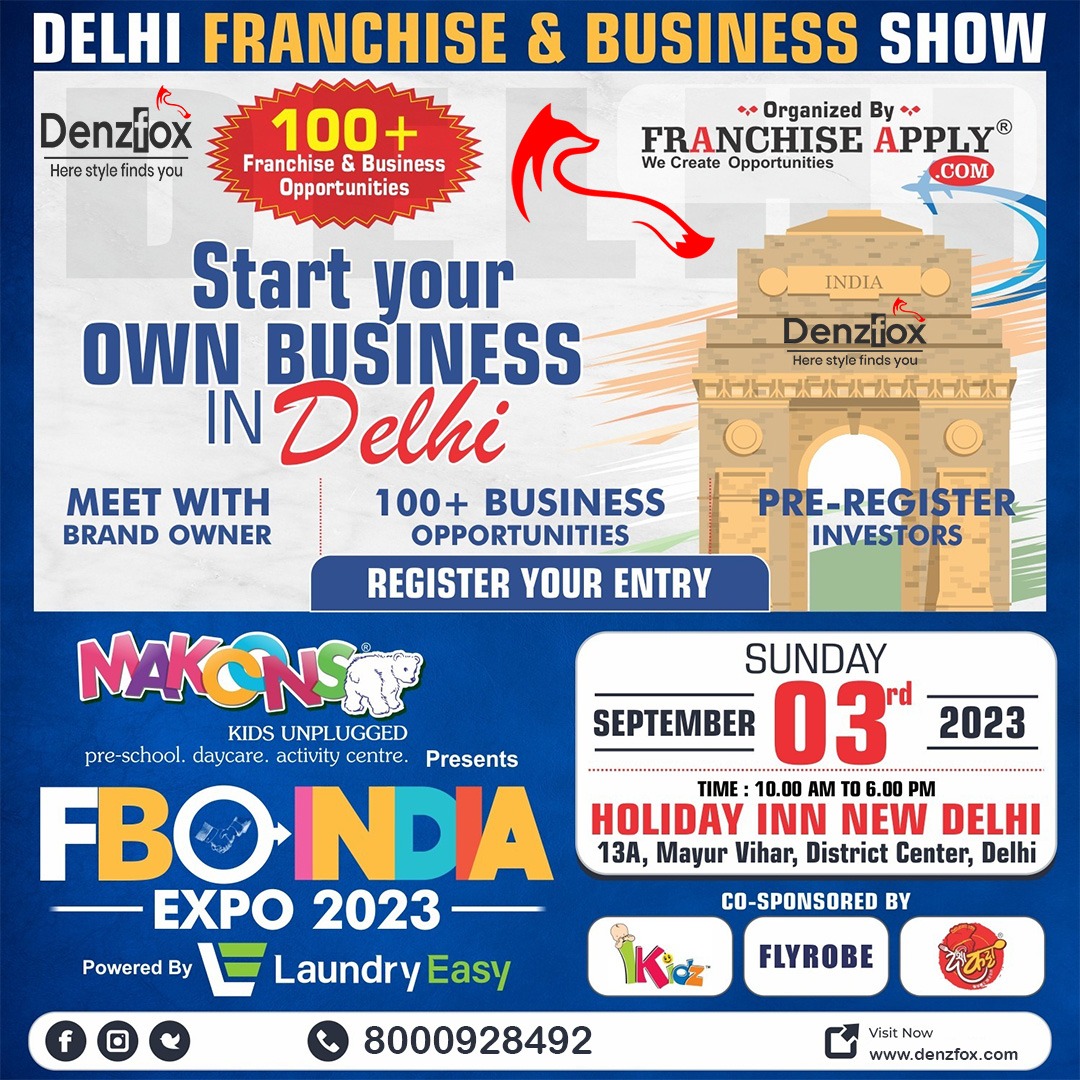 DELHI FRANCHISE & BUSINESS SHOW
Denzfox
Here style finds you
100+
Franchise & Business
Opportunities
Organized By
FRANCHISE APPLY®
We Create Opportunities
.COM
Start your
OWN BUSINESS
IN Delhi
INDIA
Denzfox
Here style finds you
MEET WITH
BRAND OWNER
100+ BUSINESS
OPPORTUNITIES
PRE-REGISTER
INVESTORS
REGISTER YOUR ENTRY
MAKOONS®
KIDS UNPLUGGED
pre-school. daycare. activity centre.
Presents
FBO INDIA
EXPO 2023
Powered By LaundryEasy
SUNDAY
SEPTEMBER 03rd 2023
TIME : 10.00 AM TO 6.00 PM
HOLIDAY INN NEW DELHI
13A, Mayur Vihar, District Center, Delhi
CO-SPONSORED BY
iKidz
FLYROBE
8000928492
Visit Now
www.denzfox.com